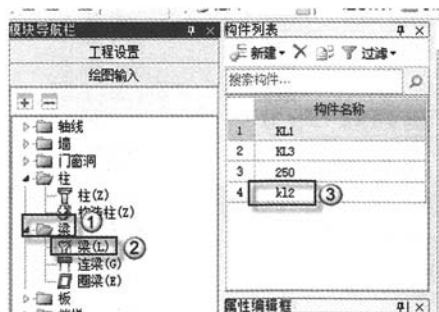 模块导航栏
工程设置
绘图输入
轴线
墙
门窗洞
柱
柱(Z)
构造柱(Z)
①
梁
梁(L)
②
连梁(G)
圈梁(E)
板
构件列表
新建
过滤
搜索构件...
构件名称
1 KL1
2 KL3
3 250
4 kl2
③
属性编辑框